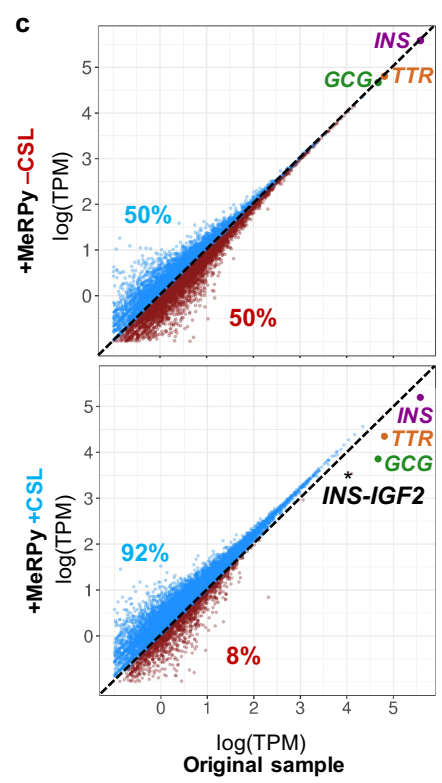 c
INS
GCG
TTR
5
4
3
2
1
0
50%
50%
+MeRPy –CSL
log(TPM)
INS
TTR
GCG
*
INS-IGF2
5
4
3
2
1
0
92%
8%
+MeRPy +CSL
log(TPM)
0 1 2 3 4 5
log(TPM)
Original sample